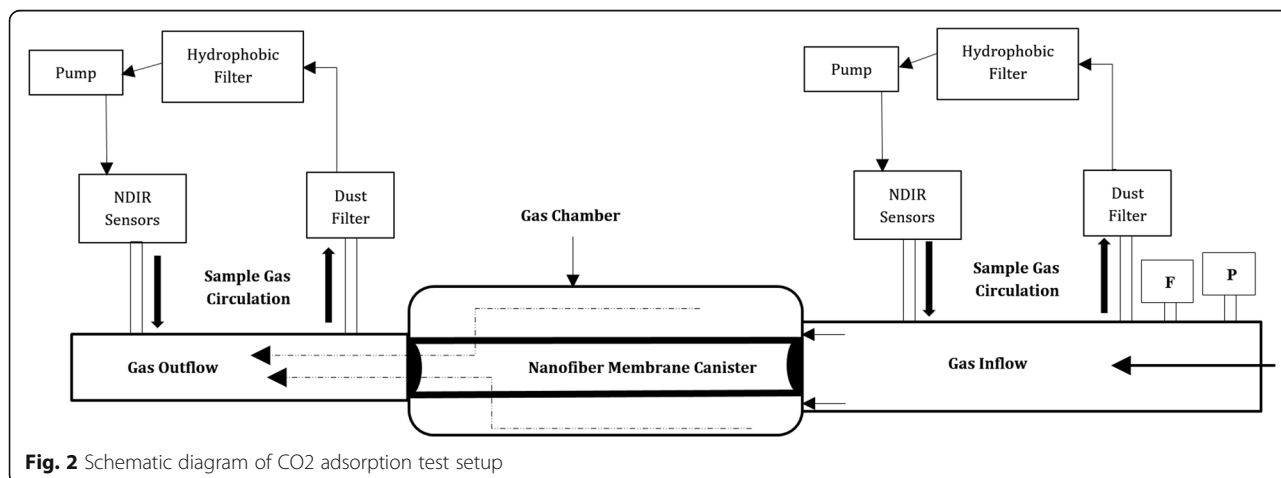 Pump
Hydrophobic
Filter
Pump
Hydrophobic
Filter
NDIR
Sensors
Dust
Filter
Gas Chamber
NDIR
Sensors
Dust
Filter
Sample Gas
Circulation
Sample Gas
Circulation
F
P
Gas Outflow
Nanofiber Membrane Canister
Gas Inflow
Fig. 2 Schematic diagram of CO2 adsorption test setup